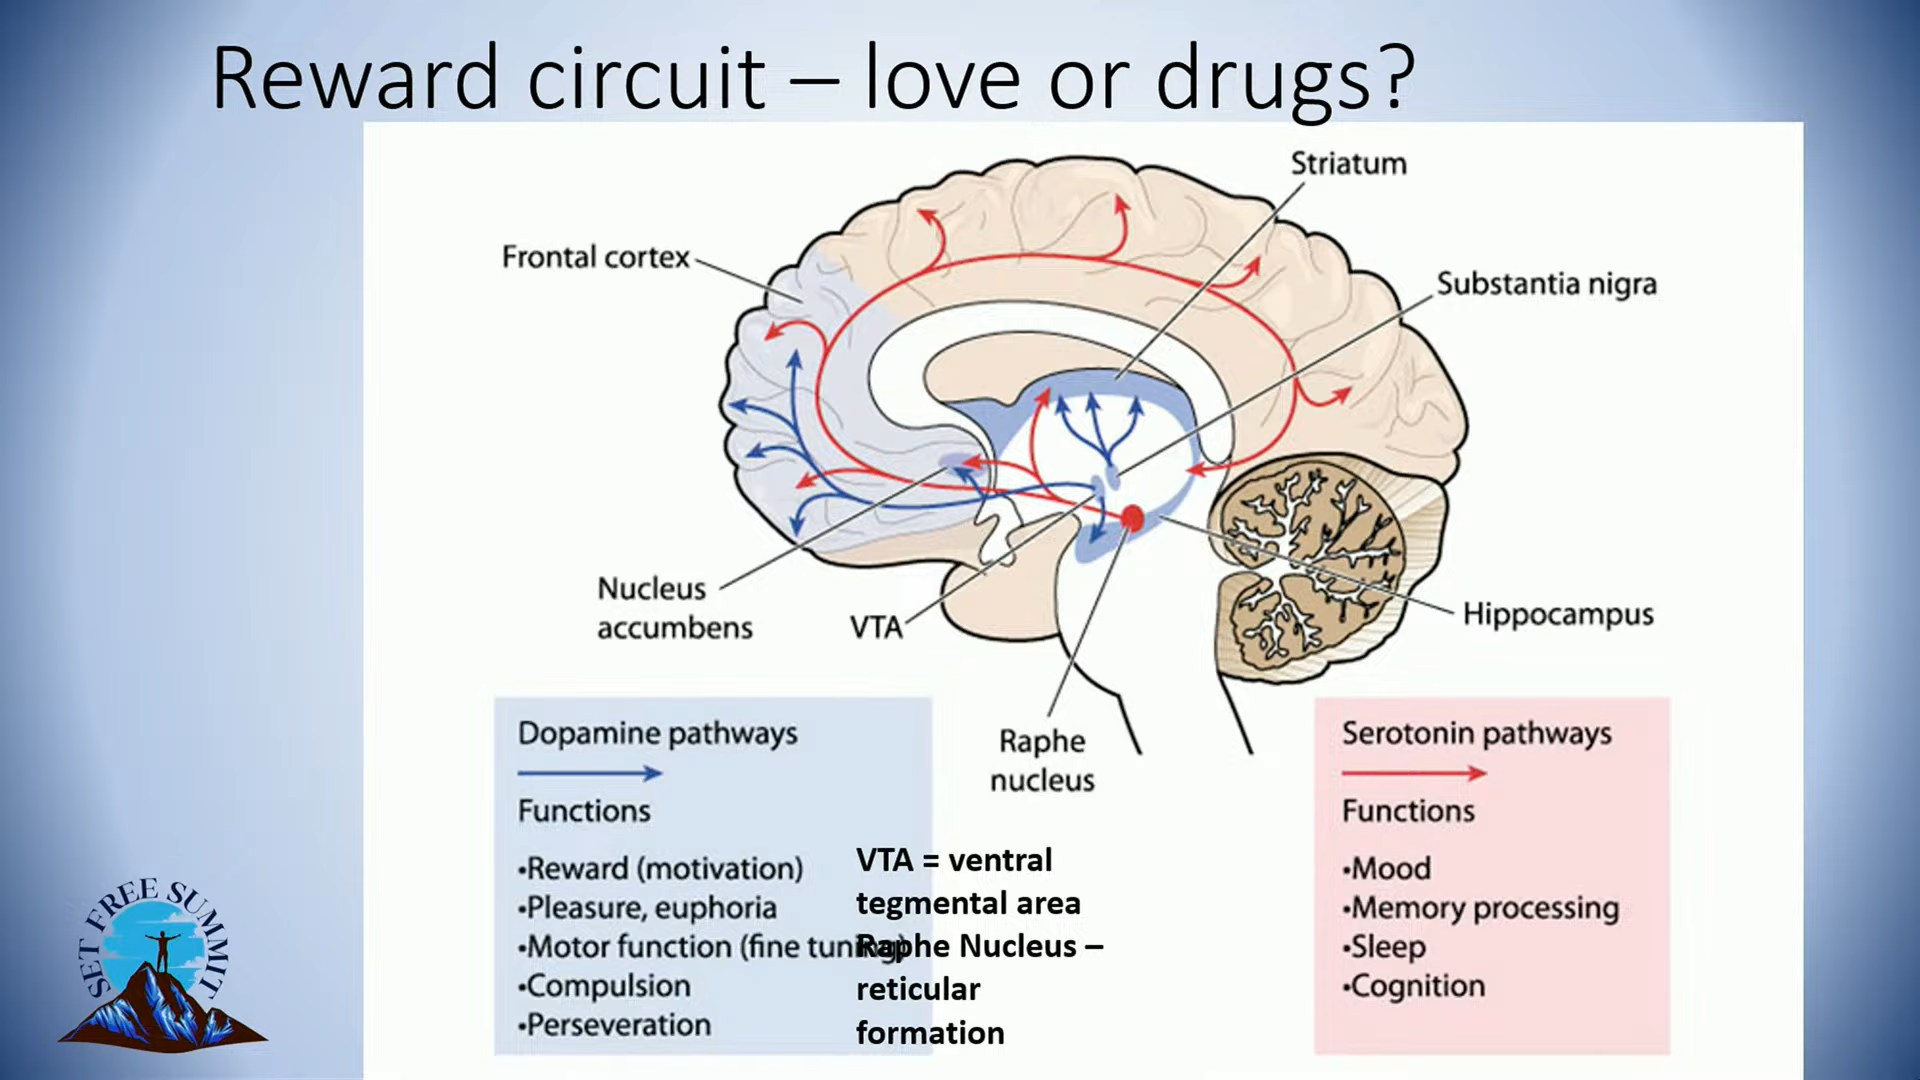 Reward circuit – love or drugs?
Striatum
Frontal cortex
Substantia nigra
Nucleus
accumbens
VTA
Hippocampus
Raphe
nucleus
Dopamine pathways
Functions
•Reward (motivation)
•Pleasure, euphoria
•Motor function (fine tuning)
•Compulsion
•Perseveration
VTA = ventral
tegmental area
Raphe Nucleus –
reticular
formation
Serotonin pathways
Functions
•Mood
•Memory processing
•Sleep
•Cognition
SET FREE SUMMIT